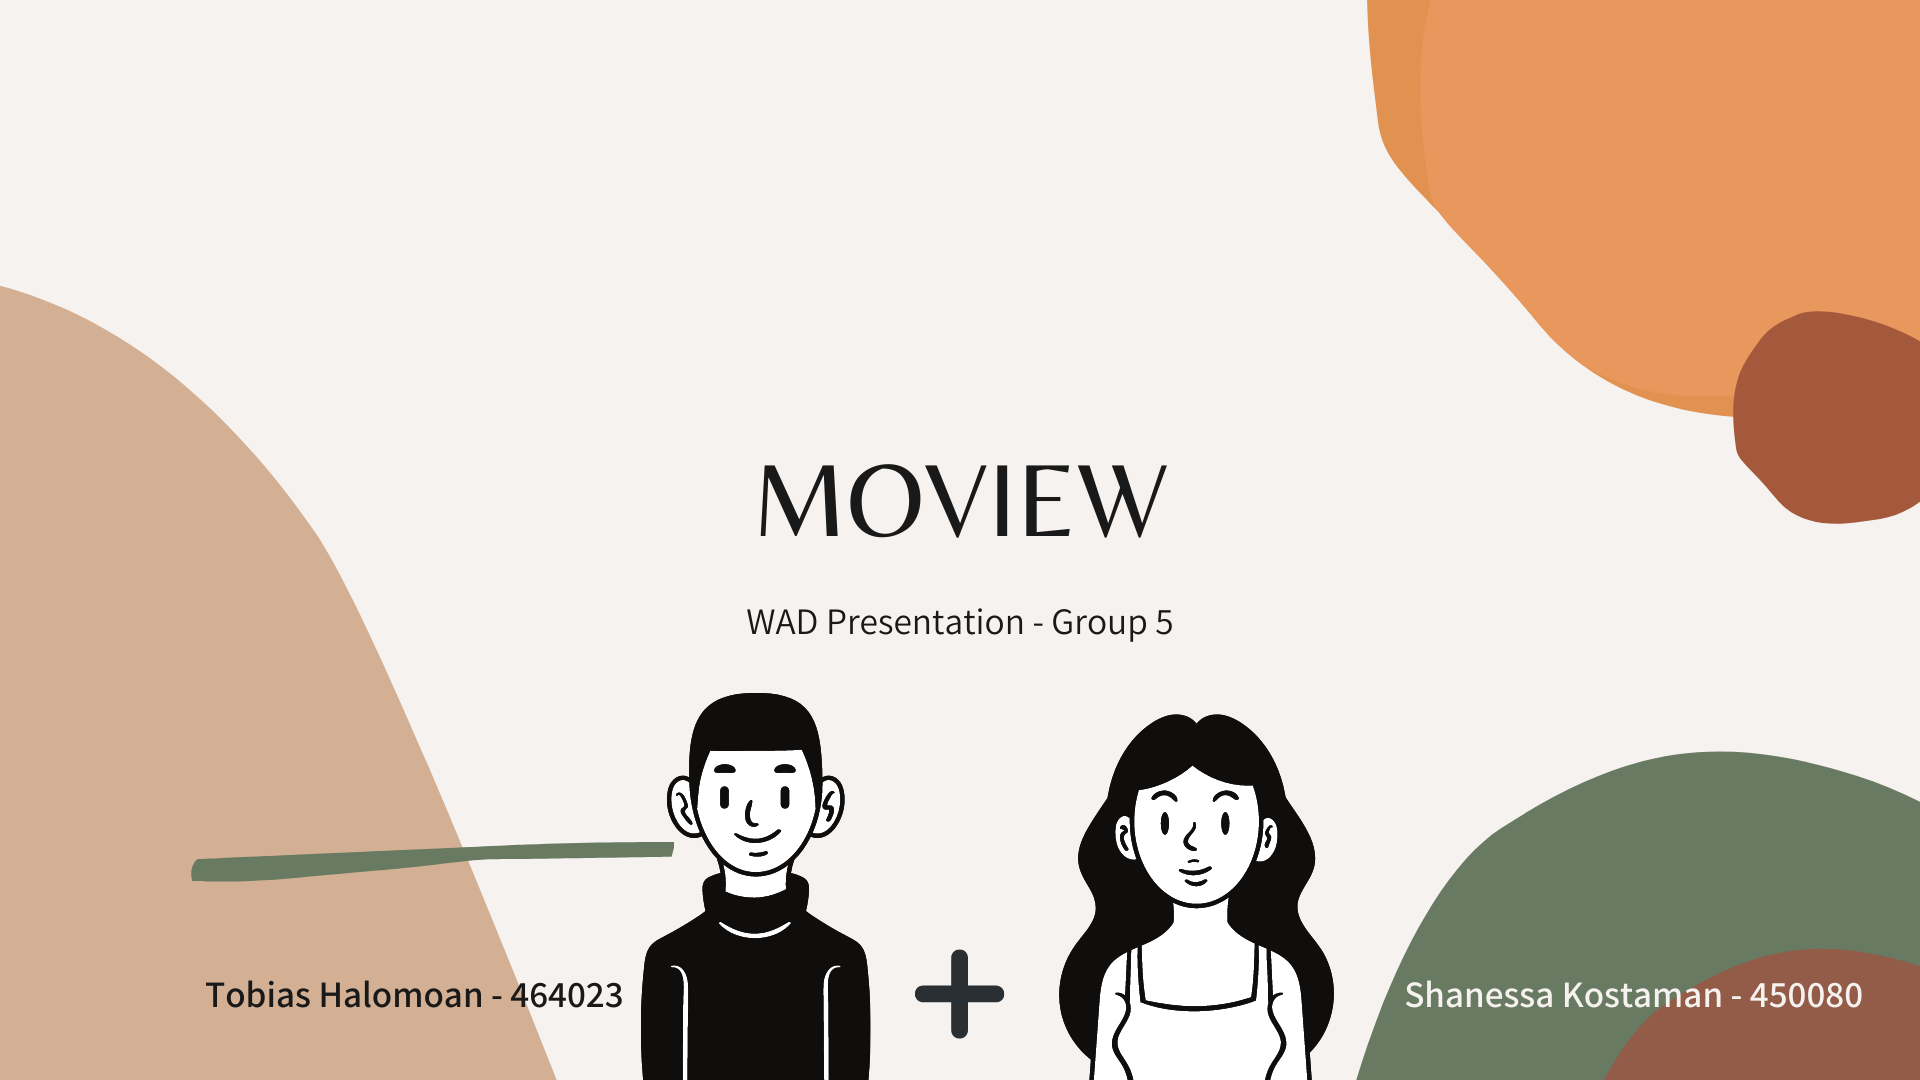 MOVIEW
WAD Presentation - Group 5
Tobias Halomoan - 464023
Shanessa Kostaman - 450080